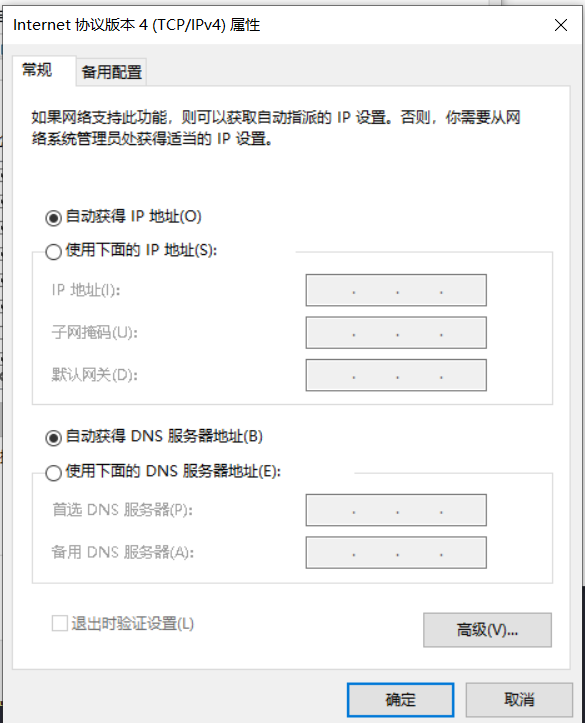 Internet 协议版本 4 (TCP/IPv4) 属性
常规
备用配置
如果网络支持此功能，则可以获取自动指派的 IP 设置。否则，你需要从网
络系统管理员处获得适当的 IP 设置。
自动获得 IP 地址(O)
使用下面的 IP 地址(S):
IP 地址(I):
子网掩码(U):
默认网关(D):
自动获得 DNS 服务器地址(B)
使用下面的 DNS 服务器地址(E):
首选 DNS 服务器(P):
备用 DNS 服务器(A):
退出时验证设置(L)
高级(V)...
确定
取消